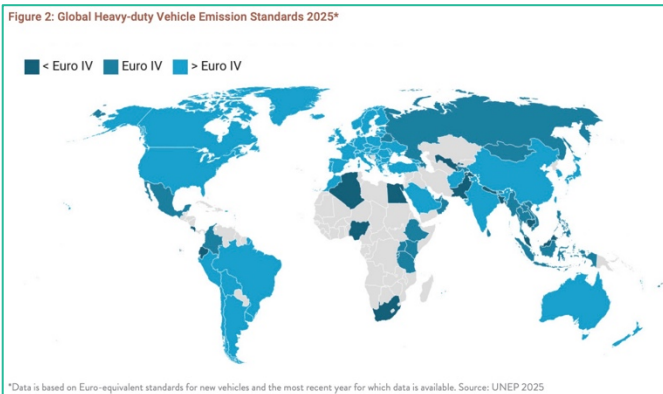 Figure 2: Global Heavy-duty Vehicle Emission Standards 2025*
< Euro IV Euro IV > Euro IV
*Data is based on Euro-equivalent standards for new vehicles and the most recent year for which data is available. Source: UNEP 2025